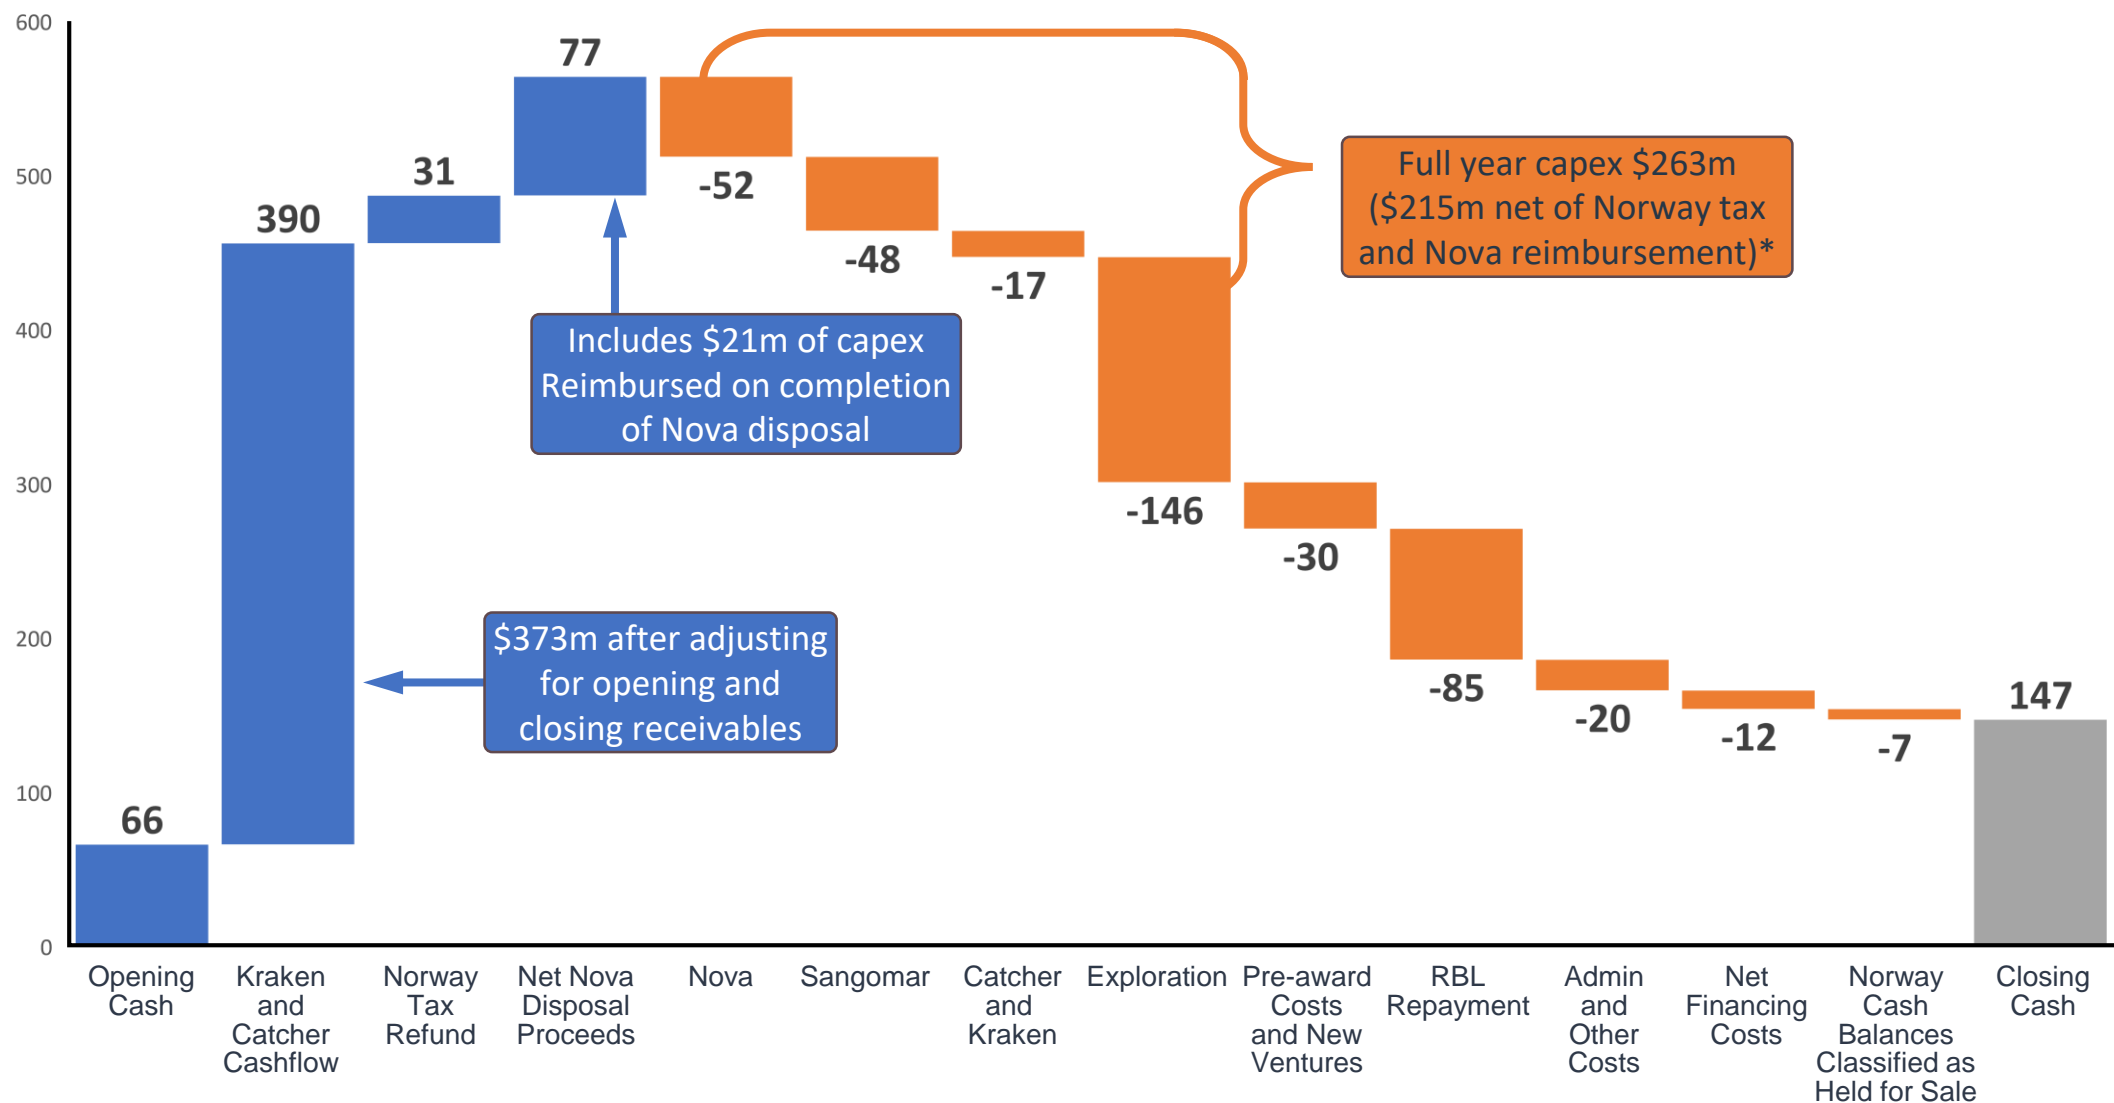 600
500
400
300
200
100
0
66
390
31
77
-52
-48
-17
-146
-30
-85
-20
-12
-7
147
Full year capex $263m
($215m net of Norway tax
and Nova reimbursement)*
Includes $21m of capex
Reimbursed on completion
of Nova disposal
$373m after adjusting
for opening and
closing receivables
Opening
Cash
Kraken
and
Catcher
Cashflow
Norway
Tax
Refund
Net Nova
Disposal
Proceeds
Nova
Sangomar
Catcher
and
Kraken
Exploration
Pre-award
Costs
and New
Ventures
RBL
Repayment
Admin
and
Other
Costs
Net
Financing
Costs
Norway
Cash
Balances
Classified as
Held for Sale
Closing
Cash